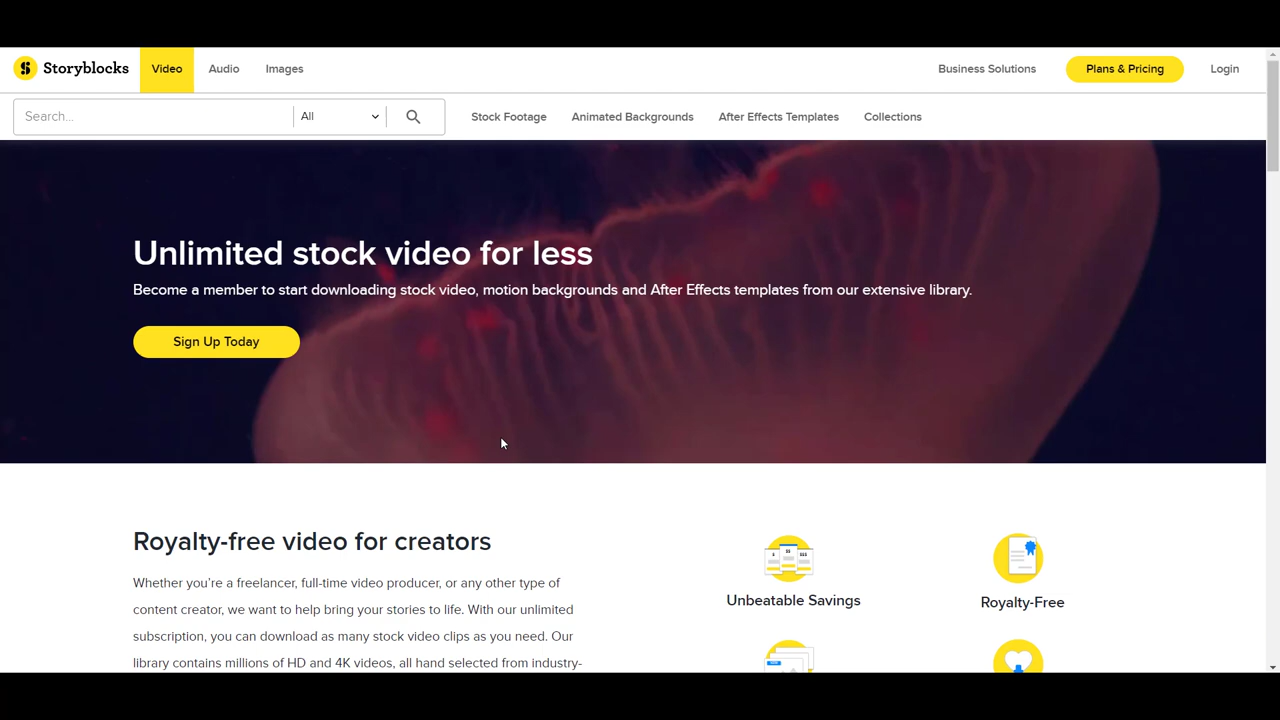 Storyblocks
Video
Audio
Images
Business Solutions
Plans & Pricing
Login
Search...
All
Stock Footage
Animated Backgrounds
After Effects Templates
Collections
Unlimited stock video for less
Become a member to start downloading stock video, motion backgrounds and After Effects templates from our extensive library.
Sign Up Today
Royalty-free video for creators
Whether you're a freelancer, full-time video producer, or any other type of
content creator, we want to help bring your stories to life. With our unlimited
subscription, you can download as many stock video clips as you need. Our
library contains millions of HD and 4K videos, all hand selected from industry-
$
$$
$$$
Unbeatable Savings
Royalty-Free